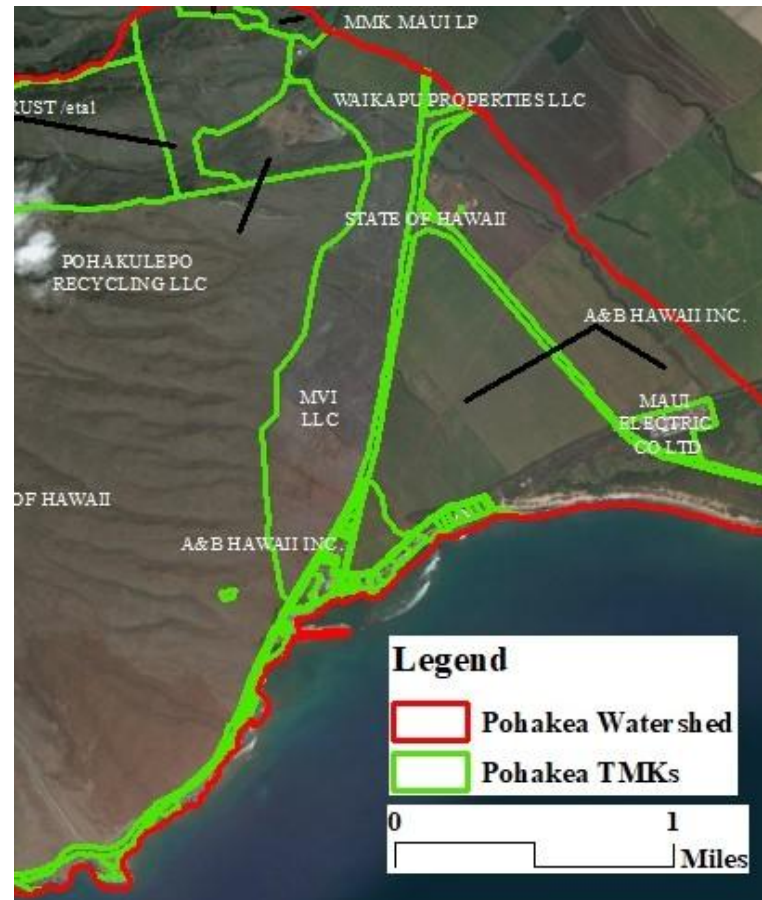 MMK MAUI LP
RUST /etal
WAIKAPU PROPERTIES LLC
STATE OF HAWAII
POHAKULEPO
RECYCLING LLC
A&B HAWAII INC.
MVI
LLC
MAUI
ELECTRIC
CO LTD
OF HAWAII
A&B HAWAII INC.
Legend
Pohakea Watershed
Pohakea TMKs
0 1
Miles